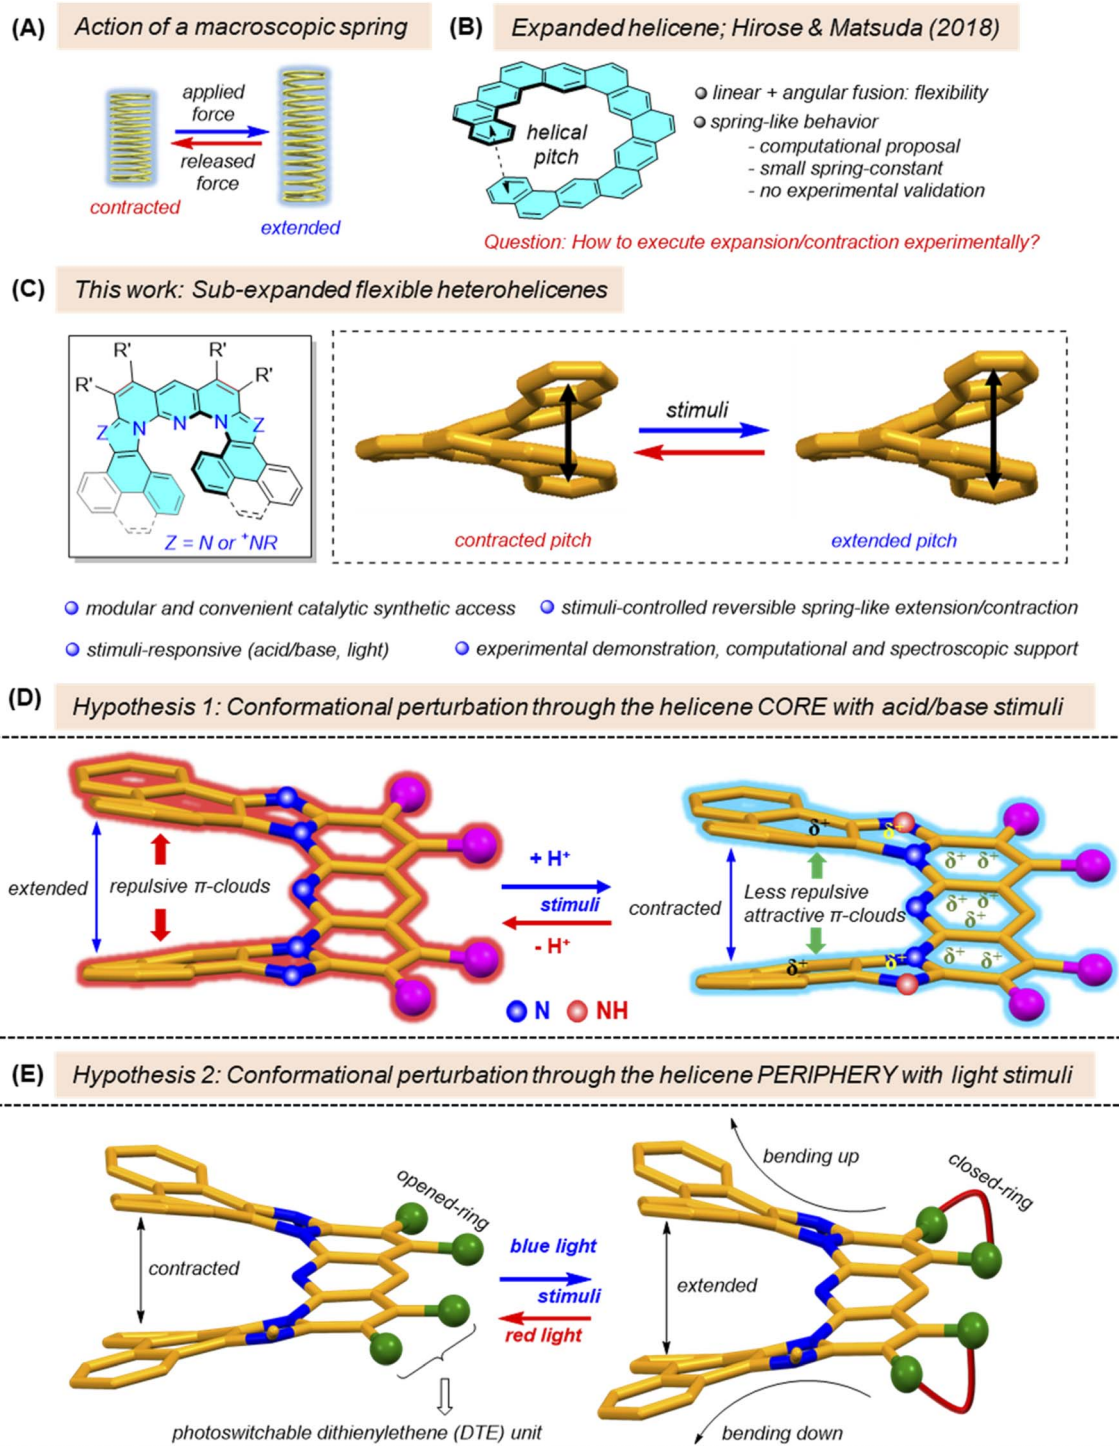 (A) Action of a macroscopic spring
applied
force
released
force
contracted
extended
(B) Expanded helicene; Hirose & Matsuda (2018)
helical
pitch
linear + angular fusion: flexibility
spring-like behavior
- computational proposal
- small spring-constant
- no experimental validation
Question: How to execute expansion/contraction experimentally?
(C) This work: Sub-expanded flexible heterohelicenes
R' R'
R' R'
Z N N N Z
Z = N or ⁺NR
stimuli
contracted pitch
extended pitch
modular and convenient catalytic synthetic access
stimuli-controlled reversible spring-like extension/contraction
stimuli-responsive (acid/base, light)
experimental demonstration, computational and spectroscopic support
(D) Hypothesis 1: Conformational perturbation through the helicene CORE with acid/base stimuli
extended
repulsive π-clouds
+ H⁺
stimuli
- H⁺
N NH
δ⁺ δ⁺ δ⁺ δ⁺
contracted
Less repulsive
attractive π-clouds
δ⁺ δ⁺
δ⁺
δ⁺ δ⁺ δ⁺ δ⁺
(E) Hypothesis 2: Conformational perturbation through the helicene PERIPHERY with light stimuli
opened-ring
contracted
blue light
stimuli
red light
photoswitchable dithienylethene (DTE) unit
bending up
closed-ring
extended
bending down